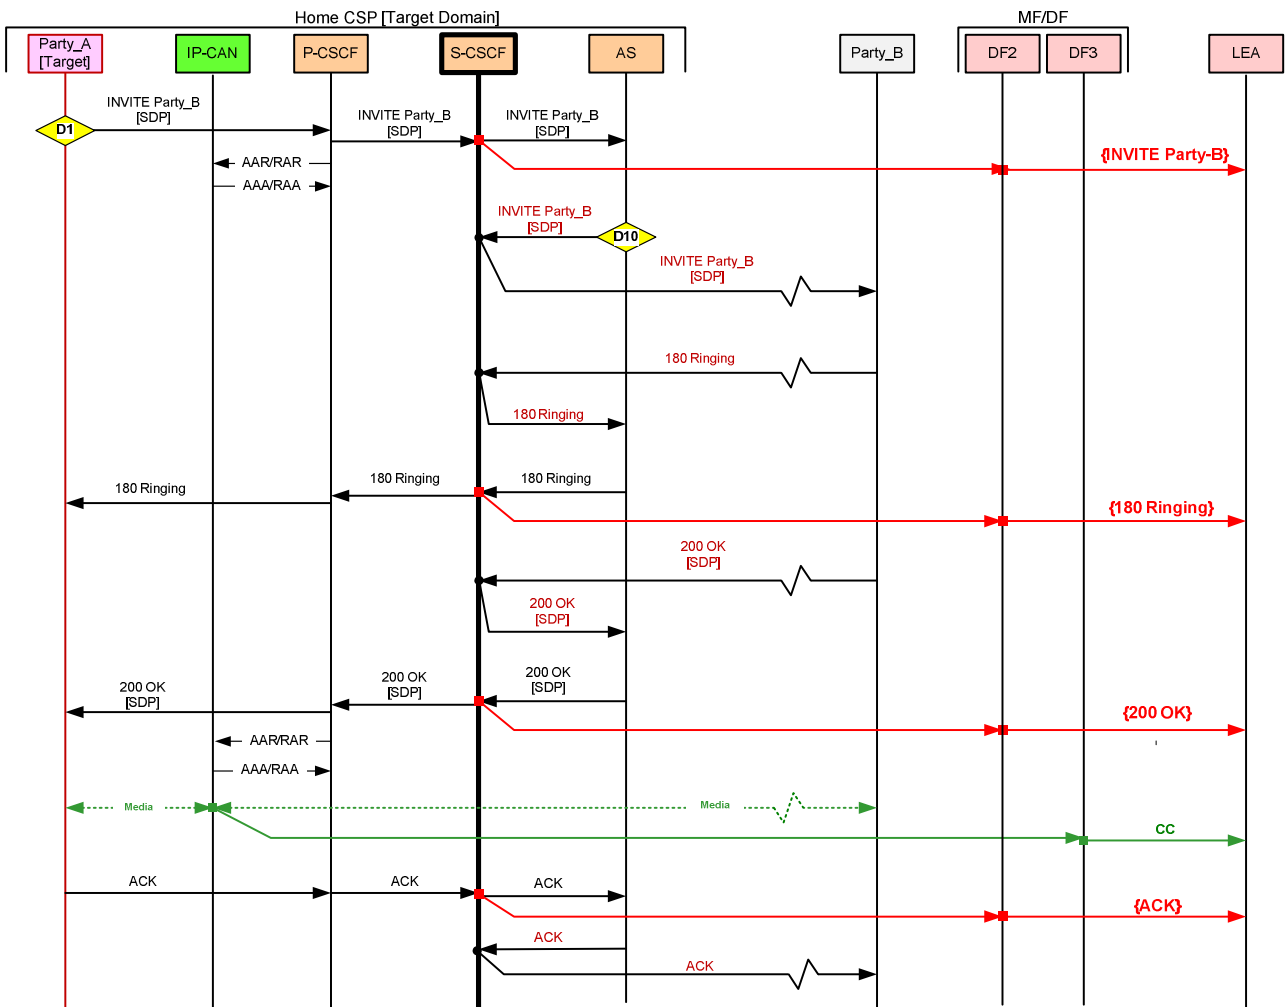 Home CSP [Target Domain]
MF/DF
Party_A
[Target]
IP-CAN
P-CSCF
S-CSCF
AS
Party_B
DF2
DF3
LEA
INVITE Party_B
[SDP]
D1
INVITE Party_B
[SDP]
INVITE Party_B
[SDP]
{INVITE Party-B}
AAR/RAR
AAA/RAA
INVITE Party_B
[SDP]
D10
INVITE Party_B
[SDP]
180 Ringing
180 Ringing
180 Ringing
180 Ringing
180 Ringing
{180 Ringing}
200 OK
[SDP]
200 OK
[SDP]
200 OK
[SDP]
200 OK
[SDP]
200 OK
[SDP]
{200 OK}
AAR/RAR
AAA/RAA
Media
Media
CC
ACK
ACK
ACK
{ACK}
ACK
ACK